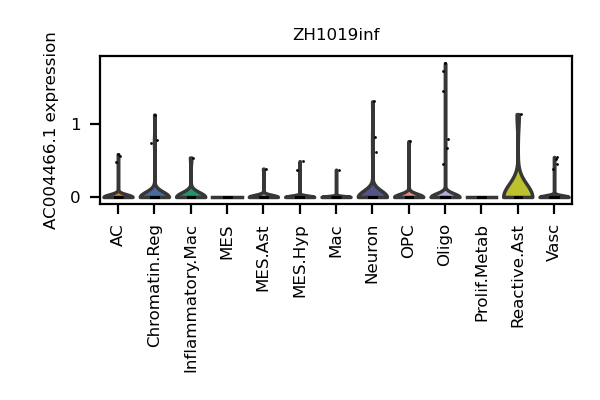 ZH1019inf
AC004466.1 expression
1
0
AC
Chromatin.Reg
Inflammatory.Mac
MES
MES.Ast
MES.Hyp
Mac
Neuron
OPC
Oligo
Prolif.Metab
Reactive.Ast
Vasc